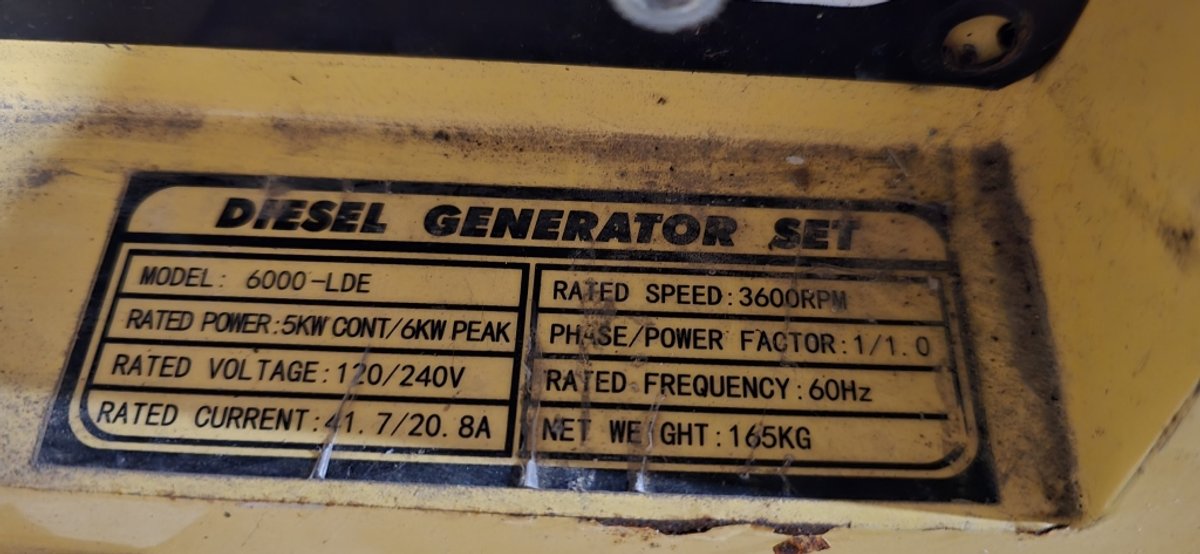 DIESEL GENERATOR SET
MODEL: 6000-LDE
RATED POWER:5KW CONT/6KW PEAK
RATED VOLTAGE:120/240V
RATED CURRENT:41.7/20.8A
RATED SPEED:3600RPM
PHASE/POWER FACTOR:1/1.0
RATED FREQUENCY:60Hz
NET WEIGHT:165KG